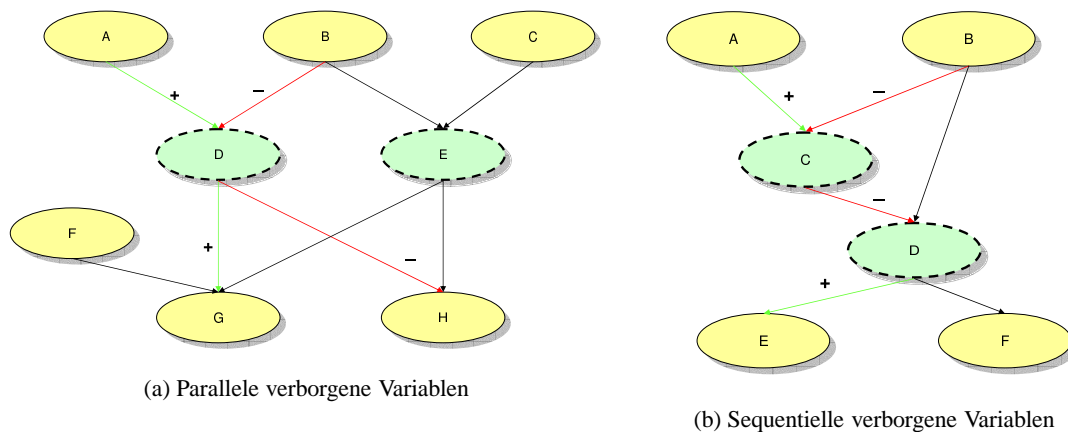 A
B
C
+
−
D
E
F
+
−
G
H
(a) Parallele verborgene Variablen
A
B
+
−
C
−
D
+
E
F
(b) Sequentielle verborgene Variablen